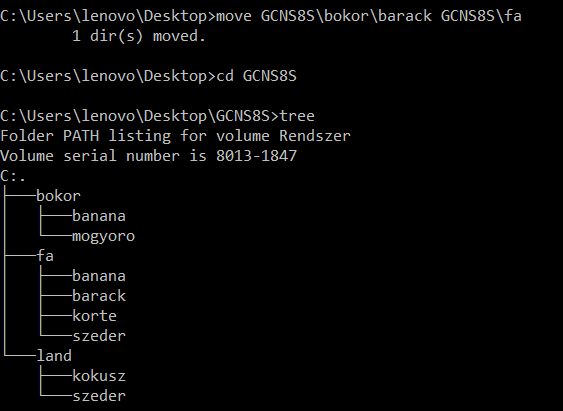 C:\Users\lenovo\Desktop>move GCNS8S\bokor\barack GCNS8S\fa
        1 dir(s) moved.
C:\Users\lenovo\Desktop>cd GCNS8S
C:\Users\lenovo\Desktop\GCNS8S>tree
Folder PATH listing for volume Rendszer
Volume serial number is 8013-1847
C:.
├───bokor
│   ├───banana
│   └───mogyoro
├───fa
│   ├───banana
│   ├───barack
│   ├───korte
│   └───szeder
└───land
    ├───kokusz
    └───szeder